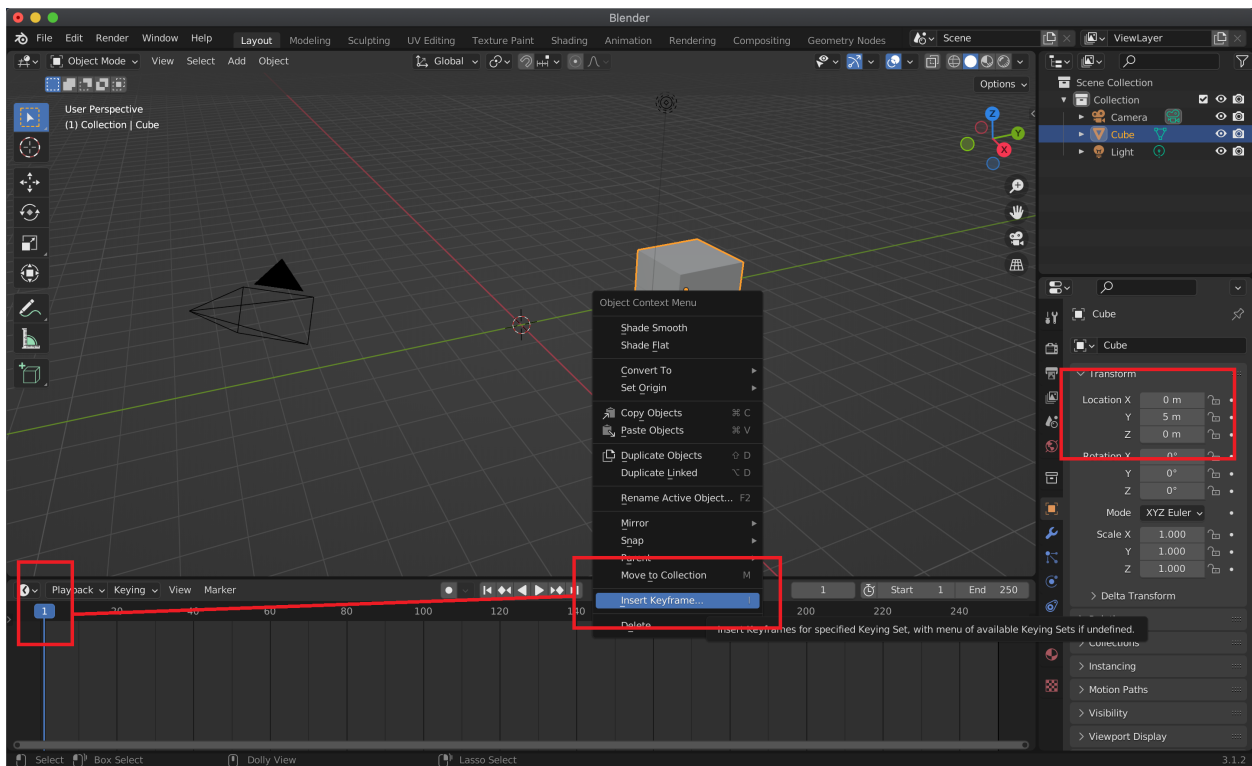 Blender
File Edit Render Window Help Layout Modeling Sculpting UV Editing Texture Paint Shading Animation Rendering Compositing Geometry Nodes Scene ViewLayer
Object Mode View Select Add Object Global
Options
User Perspective
(1) Collection | Cube
Z
Y
X
Scene Collection
Collection
Camera
Cube
Light
Object Context Menu
Shade Smooth
Shade Flat
Convert To
Set Origin
Copy Objects ⌘ C
Paste Objects ⌘ V
Duplicate Objects ⇧ D
Duplicate Linked ⌥ D
Rename Active Object... F2
Mirror
Snap
Parent
Move to Collection M
Insert Keyframe... I
Delete
Insert Keyframes for specified Keying Set, with menu of available Keying Sets if undefined.
Cube
Cube
Transform
Location X 0 m
Y 5 m
Z 0 m
Rotation X 0°
Y 0°
Z 0°
Mode XYZ Euler
Scale X 1.000
Y 1.000
Z 1.000
Delta Transform
Collections
Instancing
Motion Paths
Visibility
Viewport Display
Playback Keying View Marker 1 Start 1 End 250
1 20 40 60 80 100 120 140 200 220 240
Select Box Select Dolly View Lasso Select 3.1.2